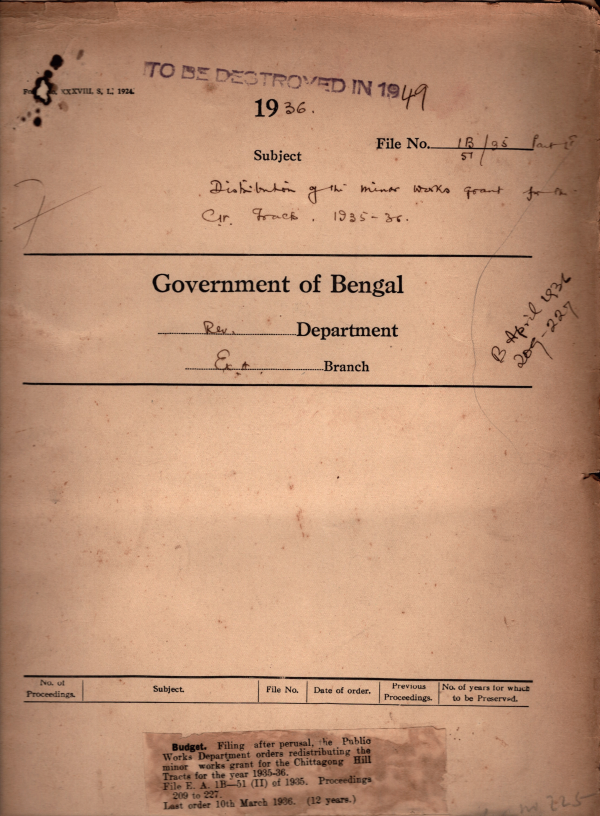 TO BE DESTROYED IN 1949
XXXVIII. S. I. 1924.
1936.
File No. 1B/95
51
Subject
Distribution of the minor works grant for the
Ctt. Tracts. 1935-36.
Government of Bengal
Rev. Department
Ex A. Branch
B April 1936
209-227
No. of Proceedings. Subject. File No. Date of order. Previous Proceedings. No. of years for which to be Preserved.
Budget. Filing after perusal, the Public
Works Department orders redistributing the
minor works grant for the Chittagong Hill
Tracts for the year 1935-36.
File E. A. 1B—51 (II) of 1935. Proceedings
209 to 227.
Last order 10th March 1936. (12 years.)